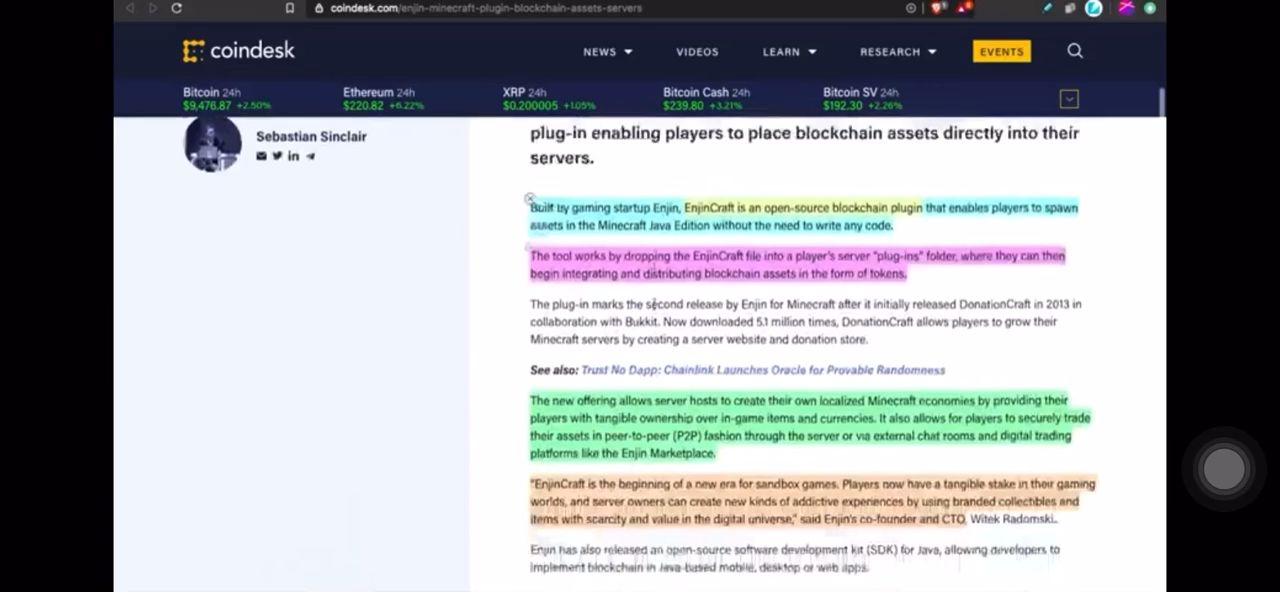 coindesk.com/enjin-minecraft-plugin-blockchain-assets-servers
coindesk
NEWS VIDEOS LEARN RESEARCH EVENTS
Bitcoin 24h Ethereum 24h XRP 24h Bitcoin Cash 24h Bitcoin SV 24h
$9,476.87 +2.50% $220.82 +6.22% $0.200005 +1.05% $239.80 +3.21% $192.30 +2.26%
Sebastian Sinclair
plug-in enabling players to place blockchain assets directly into their
servers.
Built by gaming startup Enjin, EnjinCraft is an open-source blockchain plugin that enables players to spawn
assets in the Minecraft Java Edition without the need to write any code.
The tool works by dropping the EnjinCraft file into a player's server "plug-ins" folder, where they can then
begin integrating and distributing blockchain assets in the form of tokens.
The plug-in marks the second release by Enjin for Minecraft after it initially released DonationCraft in 2013 in
collaboration with Bukkit. Now downloaded 5.1 million times, DonationCraft allows players to grow their
Minecraft servers by creating a server website and donation store.
See also: Trust No Dapp: Chainlink Launches Oracle for Provable Randomness
The new offering allows server hosts to create their own localized Minecraft economies by providing their
players with tangible ownership over in-game items and currencies. It also allows for players to securely trade
their assets in peer-to-peer (P2P) fashion through the server or via external chat rooms and digital trading
platforms like the Enjin Marketplace.
"EnjinCraft is the beginning of a new era for sandbox games. Players now have a tangible stake in their gaming
worlds, and server owners can create new kinds of addictive experiences by using branded collectibles and
items with scarcity and value in the digital universe," said Enjin's co-founder and CTO, Witek Radomski.
Enjin has also released an open-source software development kit (SDK) for Java, allowing developers to
implement blockchain in Java-based mobile, desktop or web apps.